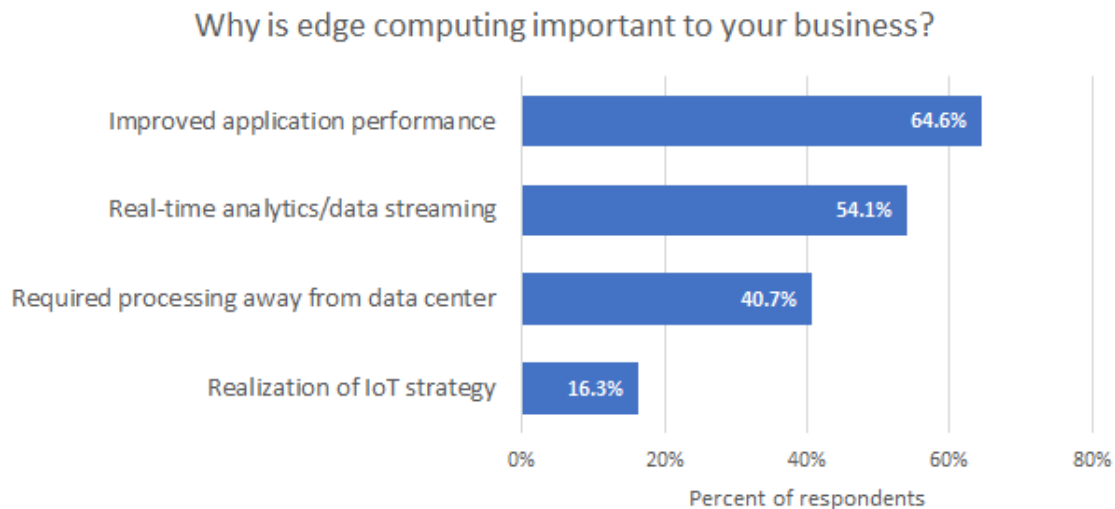 Why is edge computing important to your business?
Improved application performance
64.6%
Real-time analytics/data streaming
54.1%
Required processing away from data center
40.7%
Realization of IoT strategy
16.3%
0% 20% 40% 60% 80%
Percent of respondents